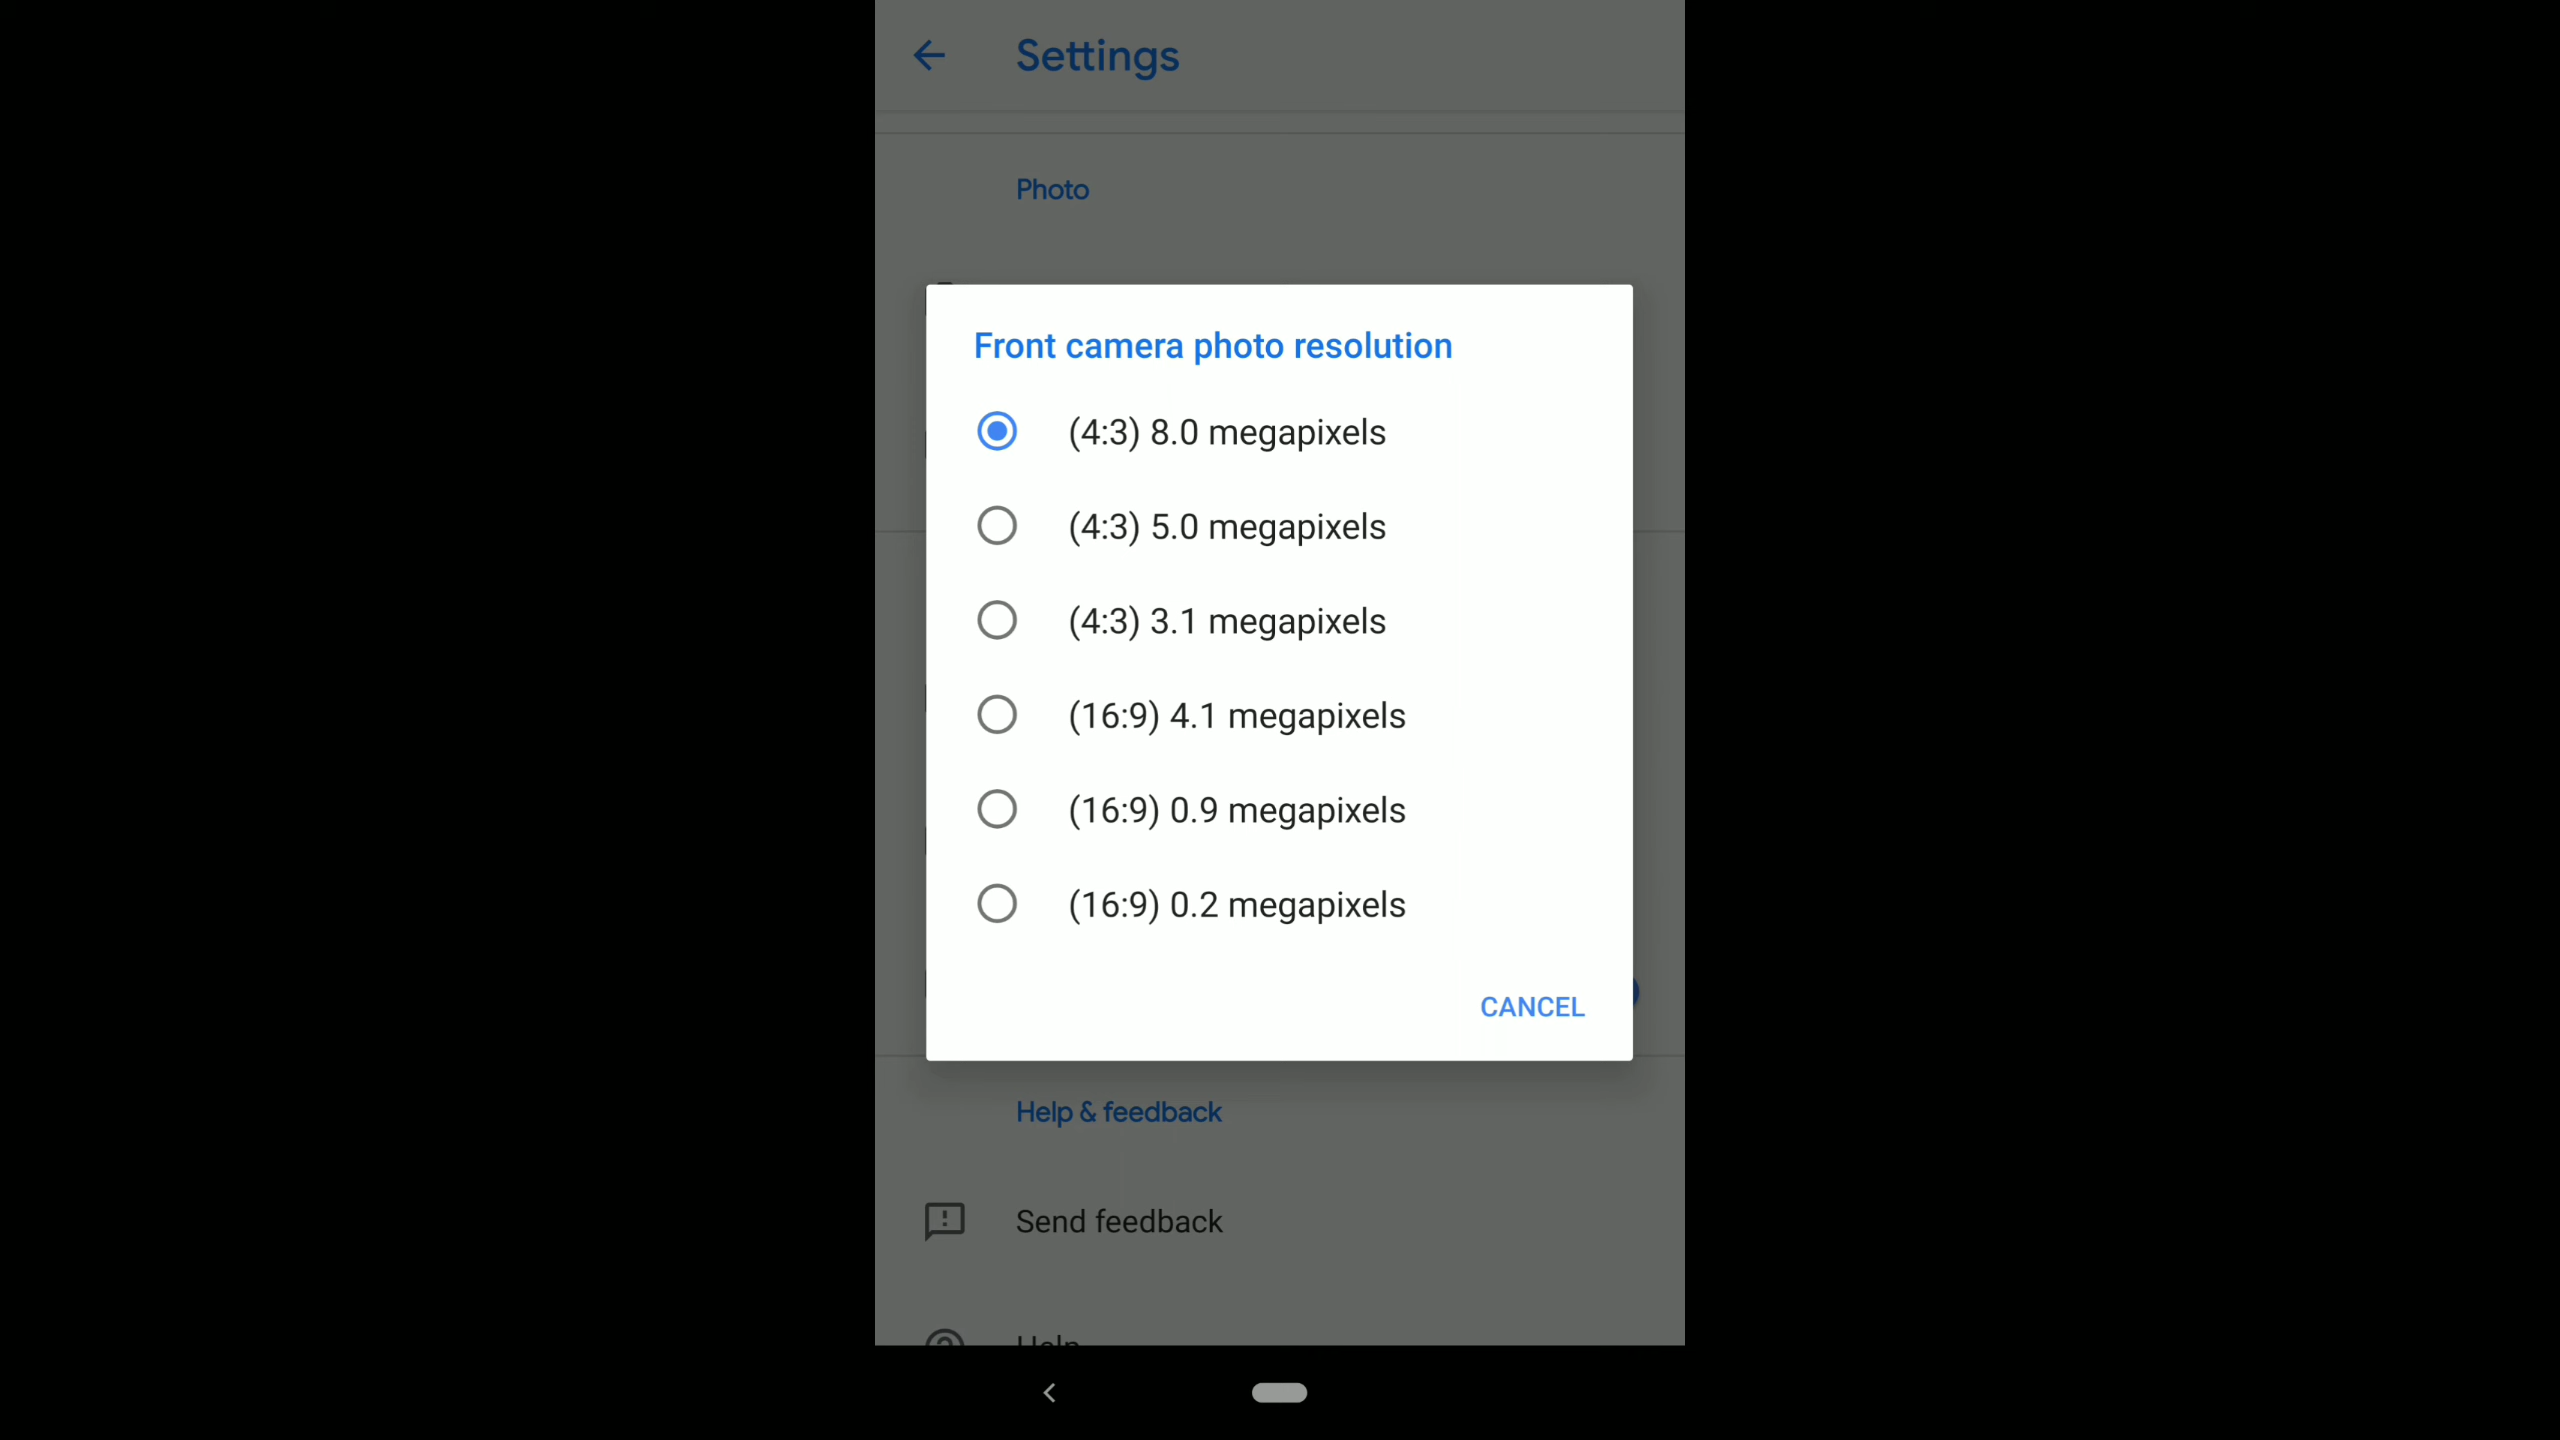 Settings
Photo
Front camera photo resolution
(4:3) 8.0 megapixels
(4:3) 5.0 megapixels
(4:3) 3.1 megapixels
(16:9) 4.1 megapixels
(16:9) 0.9 megapixels
(16:9) 0.2 megapixels
CANCEL
Help & feedback
Send feedback
Help